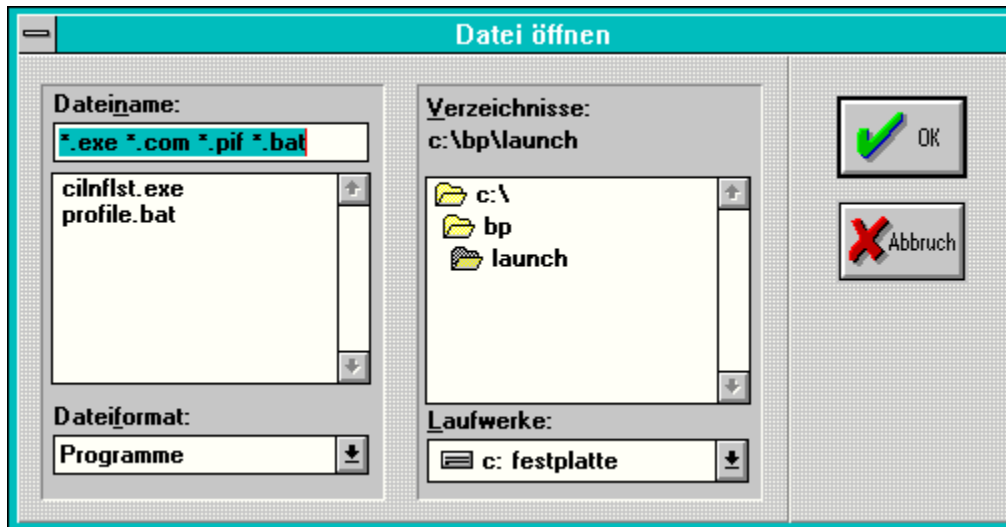 Datei öffnen
Dateiname:
*.exe *.com *.pif *.bat
cilnflst.exe
profile.bat
Dateiformat:
Programme
Verzeichnisse:
c:\bp\launch
c:\
bp
launch
Laufwerke:
c: festplatte
OK
Abbruch